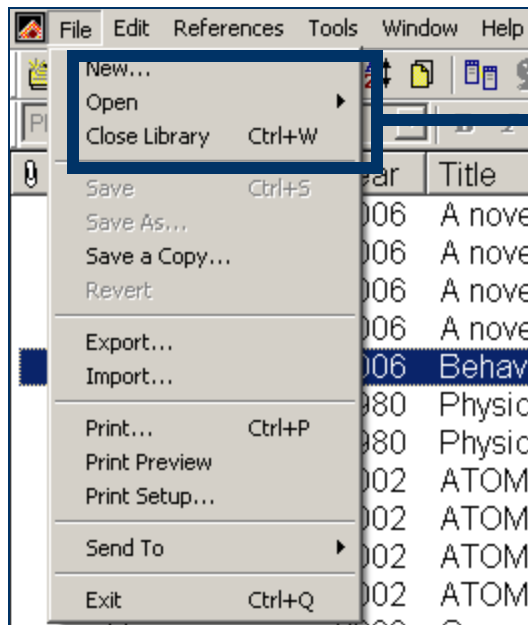 File Edit References Tools Window Help
New...
Open
Close Library Ctrl+W
Title
Save Ctrl+S
006 A nove
Save As...
006 A nove
Save a Copy...
006 A nove
Revert
006 A nove
Export...
006 Behav
Import...
980 Physic
Print... Ctrl+P
980 Physic
Print Preview
002 ATOM
Print Setup...
002 ATOM
Send To
002 ATOM
Exit Ctrl+Q
002 ATOM